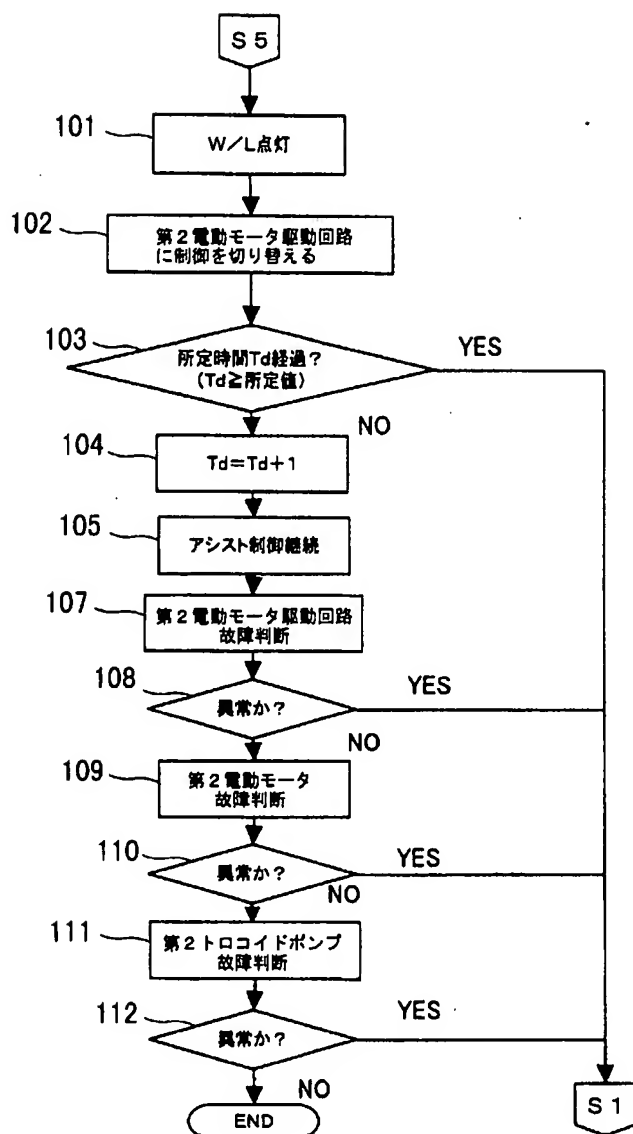 S 5
101
W/L点灯
102
第2電動モータ駆動回路
に制御を切り替える
103
所定時間Td経過?
(Td≧所定値)
YES
NO
104
Td=Td+1
105
アシスト制御継続
107
第2電動モータ駆動回路
故障判断
108
異常か?
YES
NO
109
第2電動モータ
故障判断
110
異常か?
YES
NO
111
第2トロコイドポンプ
故障判断
112
異常か?
YES
NO
END
S 1